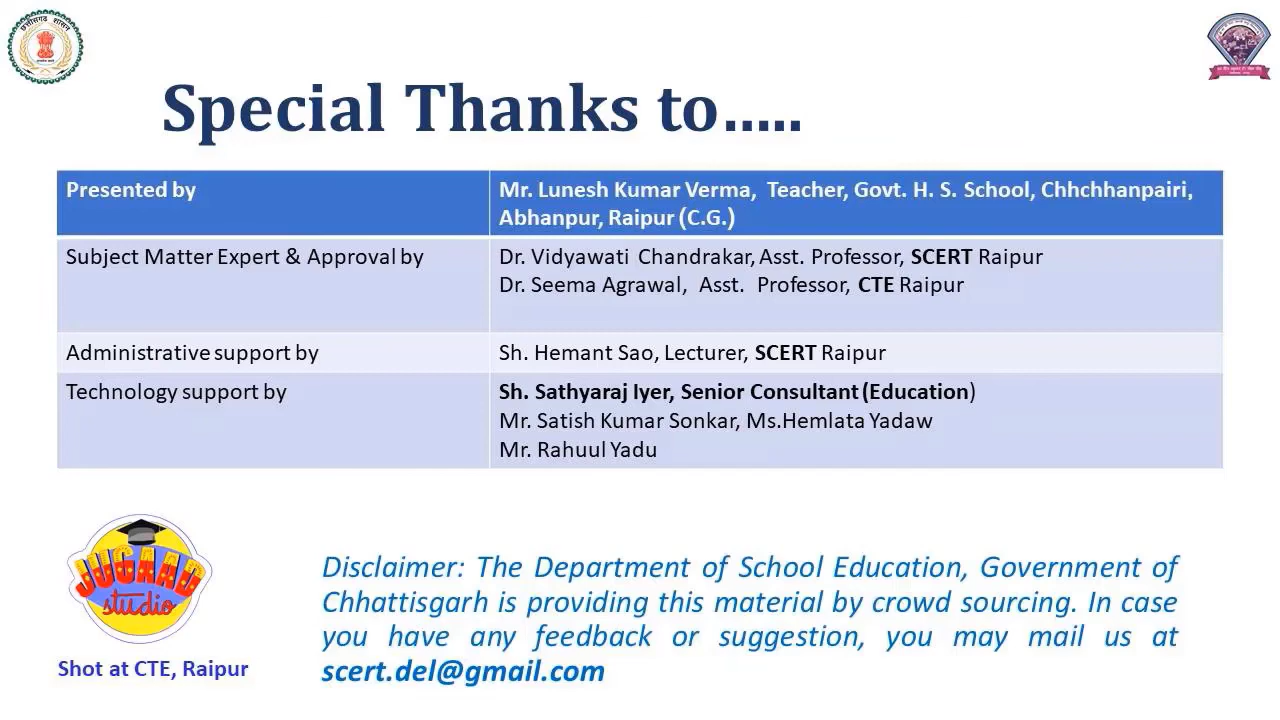 छत्तीसगढ़ शासन
Special Thanks to.....
Presented by
Mr. Lunesh Kumar Verma, Teacher, Govt. H. S. School, Chhchhanpairi,
Abhanpur, Raipur (C.G.)
Subject Matter Expert & Approval by
Dr. Vidyawati Chandrakar, Asst. Professor, SCERT Raipur
Dr. Seema Agrawal, Asst. Professor, CTE Raipur
Administrative support by
Sh. Hemant Sao, Lecturer, SCERT Raipur
Technology support by
Sh. Sathyaraj Iyer, Senior Consultant (Education)
Mr. Satish Kumar Sonkar, Ms.Hemlata Yadaw
Mr. Rahuul Yadu
JUGAAD
studio
Shot at CTE, Raipur
Disclaimer: The Department of School Education, Government of
Chhattisgarh is providing this material by crowd sourcing. In case
you have any feedback or suggestion, you may mail us at
scert.del@gmail.com